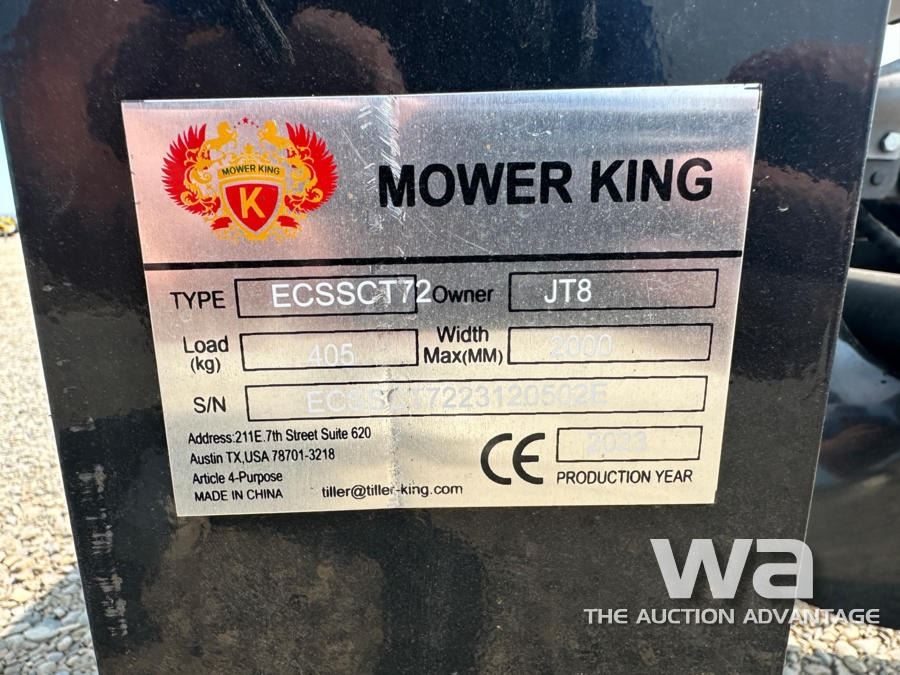 MOWER KING
K
MOWER KING
TYPE ECSSCT72 Owner JT8
Load (kg) 405 Width Max(MM) 2000
S/N ECSSCT7223120502E
Address:211E.7th Street Suite 620
Austin TX,USA 78701-3218
Article 4-Purpose
MADE IN CHINA tiller@tiller-king.com
CE 2023
PRODUCTION YEAR
wa
THE AUCTION ADVANTAGE